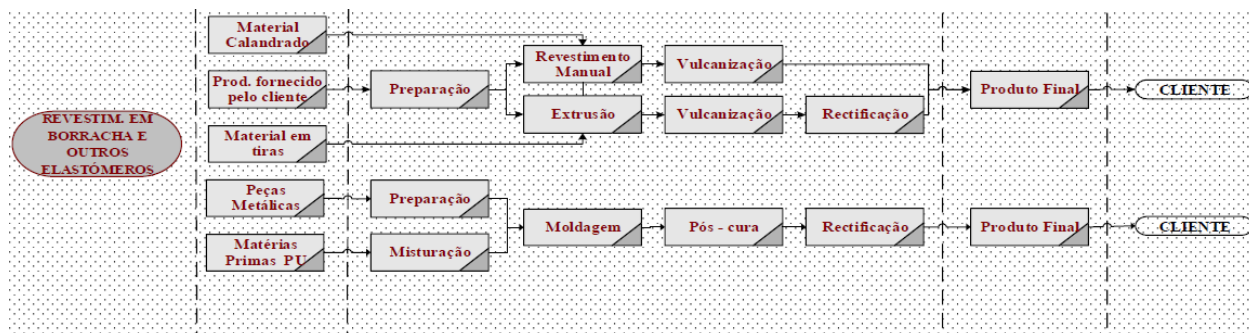 REVESTIM. EM
BORRACHA E
OUTROS
ELASTÓMEROS
Material
Calandrado
Prod. fornecido
pelo cliente
Material em
tiras
Preparação
Revestimento
Manual
Extrusão
Vulcanização
Vulcanização
Rectificação
Produto Final
CLIENTE
Peças
Metálicas
Matérias
Primas PU
Preparação
Misturação
Moldagem
Pós - cura
Rectificação
Produto Final
CLIENTE